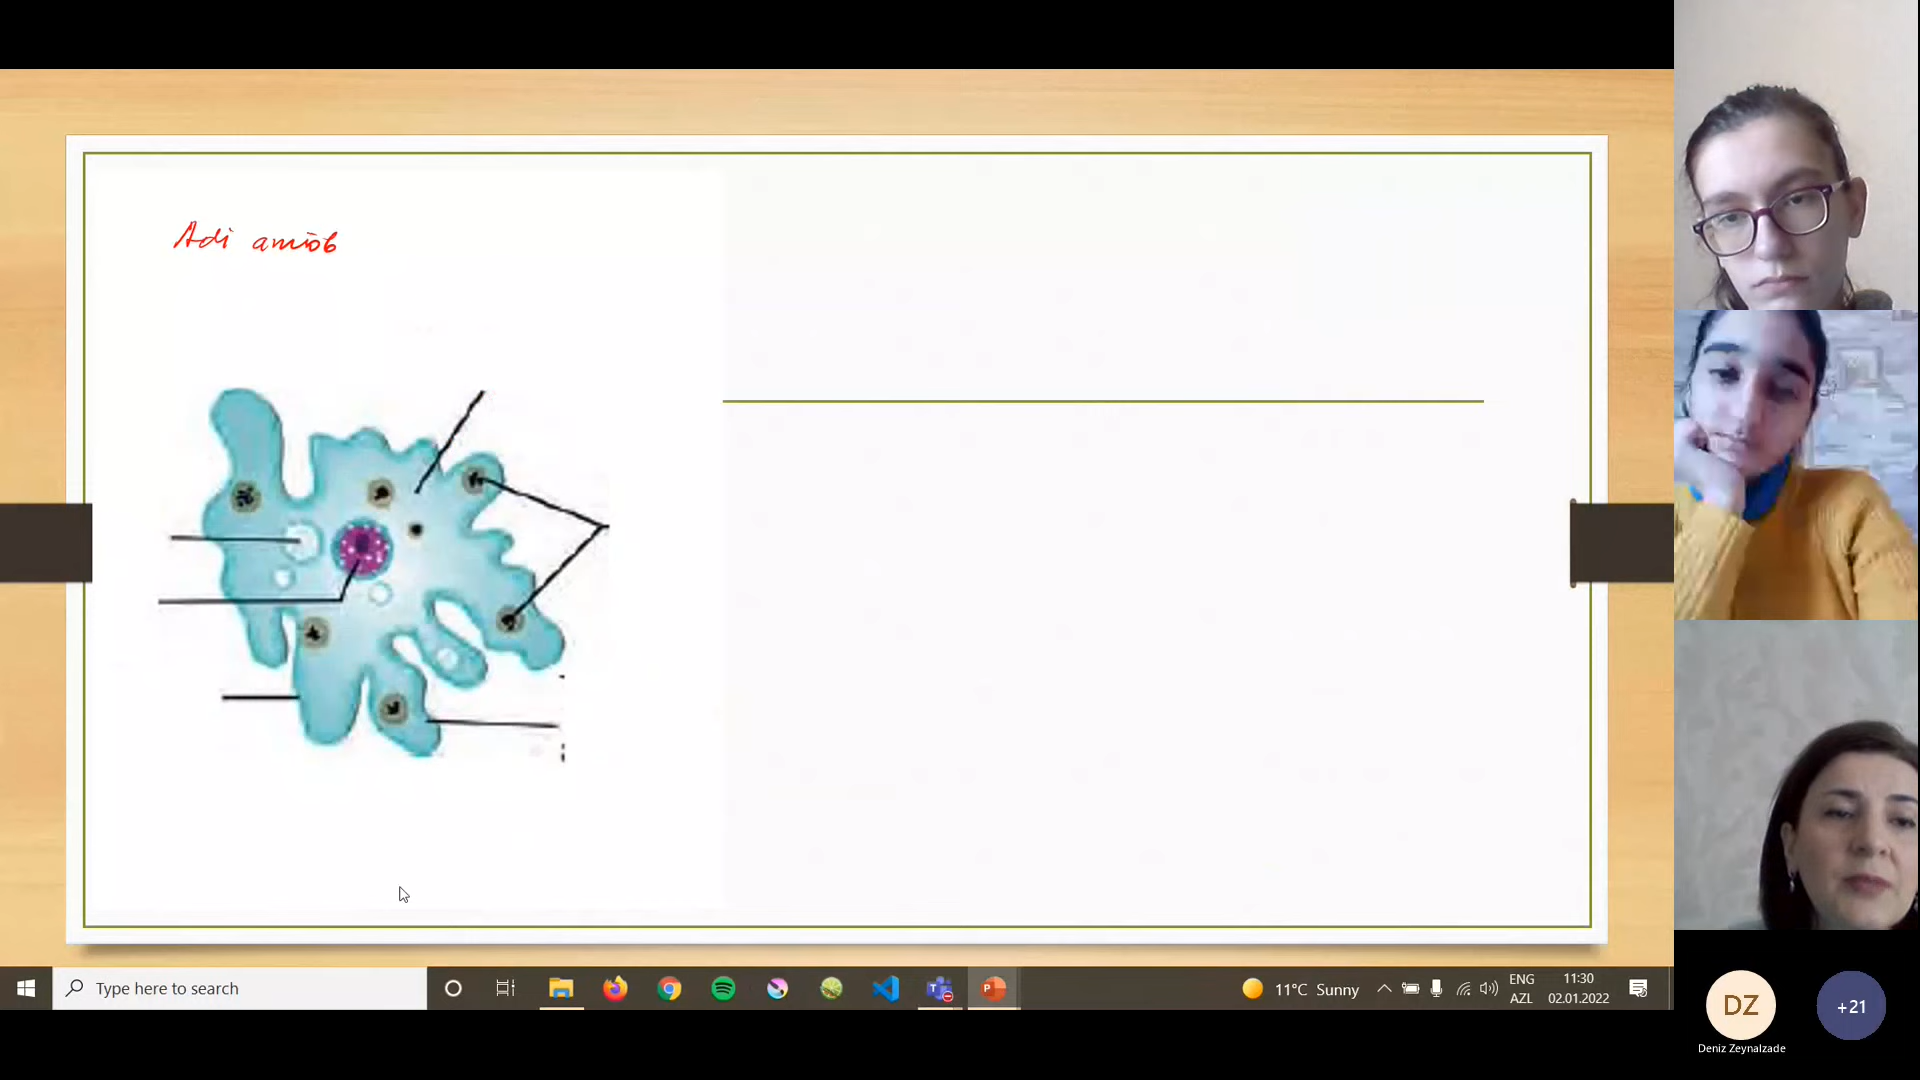 Adi amöb
Type here to search
11°C Sunny
ENG
AZL
11:30
02.01.2022
DZ
Deniz Zeynalzade
+21